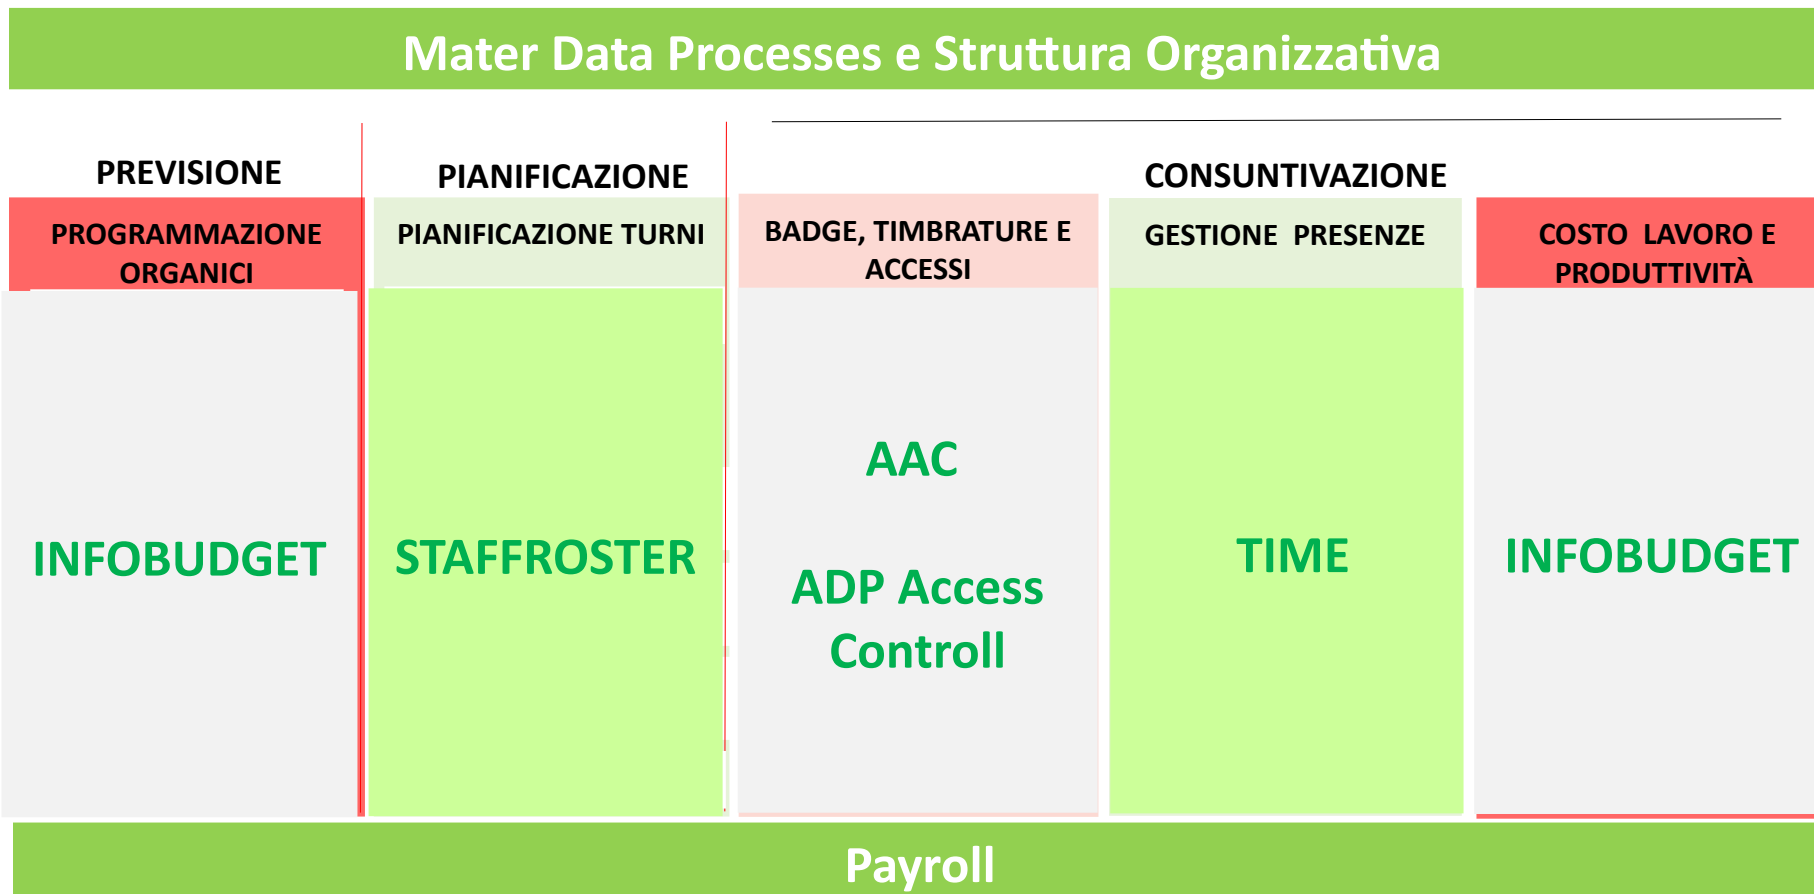 Mater Data Processes e Struttura Organizzativa
PREVISIONE
PIANIFICAZIONE
CONSUNTIVAZIONE
PROGRAMMAZIONE
ORGANICI
PIANIFICAZIONE TURNI
BADGE, TIMBRATURE E
ACCESSI
GESTIONE PRESENZE
COSTO LAVORO E
PRODUTTIVITÀ
INFOBUDGET
STAFFROSTER
AAC
ADP Access
Controll
TIME
INFOBUDGET
Payroll